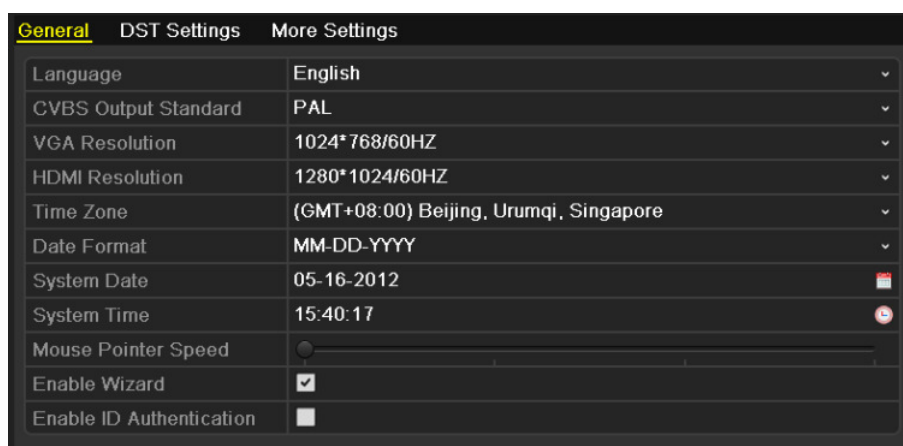 General DST Settings More Settings
Language English
CVBS Output Standard PAL
VGA Resolution 1024*768/60HZ
HDMI Resolution 1280*1024/60HZ
Time Zone (GMT+08:00) Beijing, Urumqi, Singapore
Date Format MM-DD-YYYY
System Date 05-16-2012
System Time 15:40:17
Mouse Pointer Speed
Enable Wizard
Enable ID Authentication